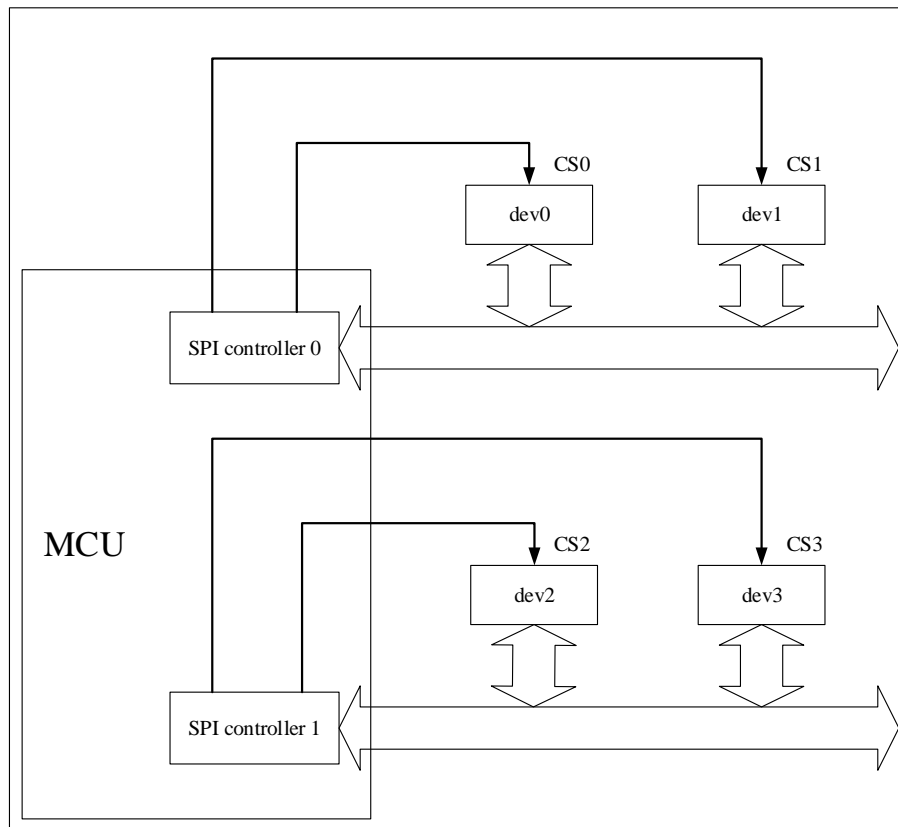 CS0
CS1
dev0
dev1
SPI controller 0
MCU
CS2
CS3
dev2
dev3
SPI controller 1